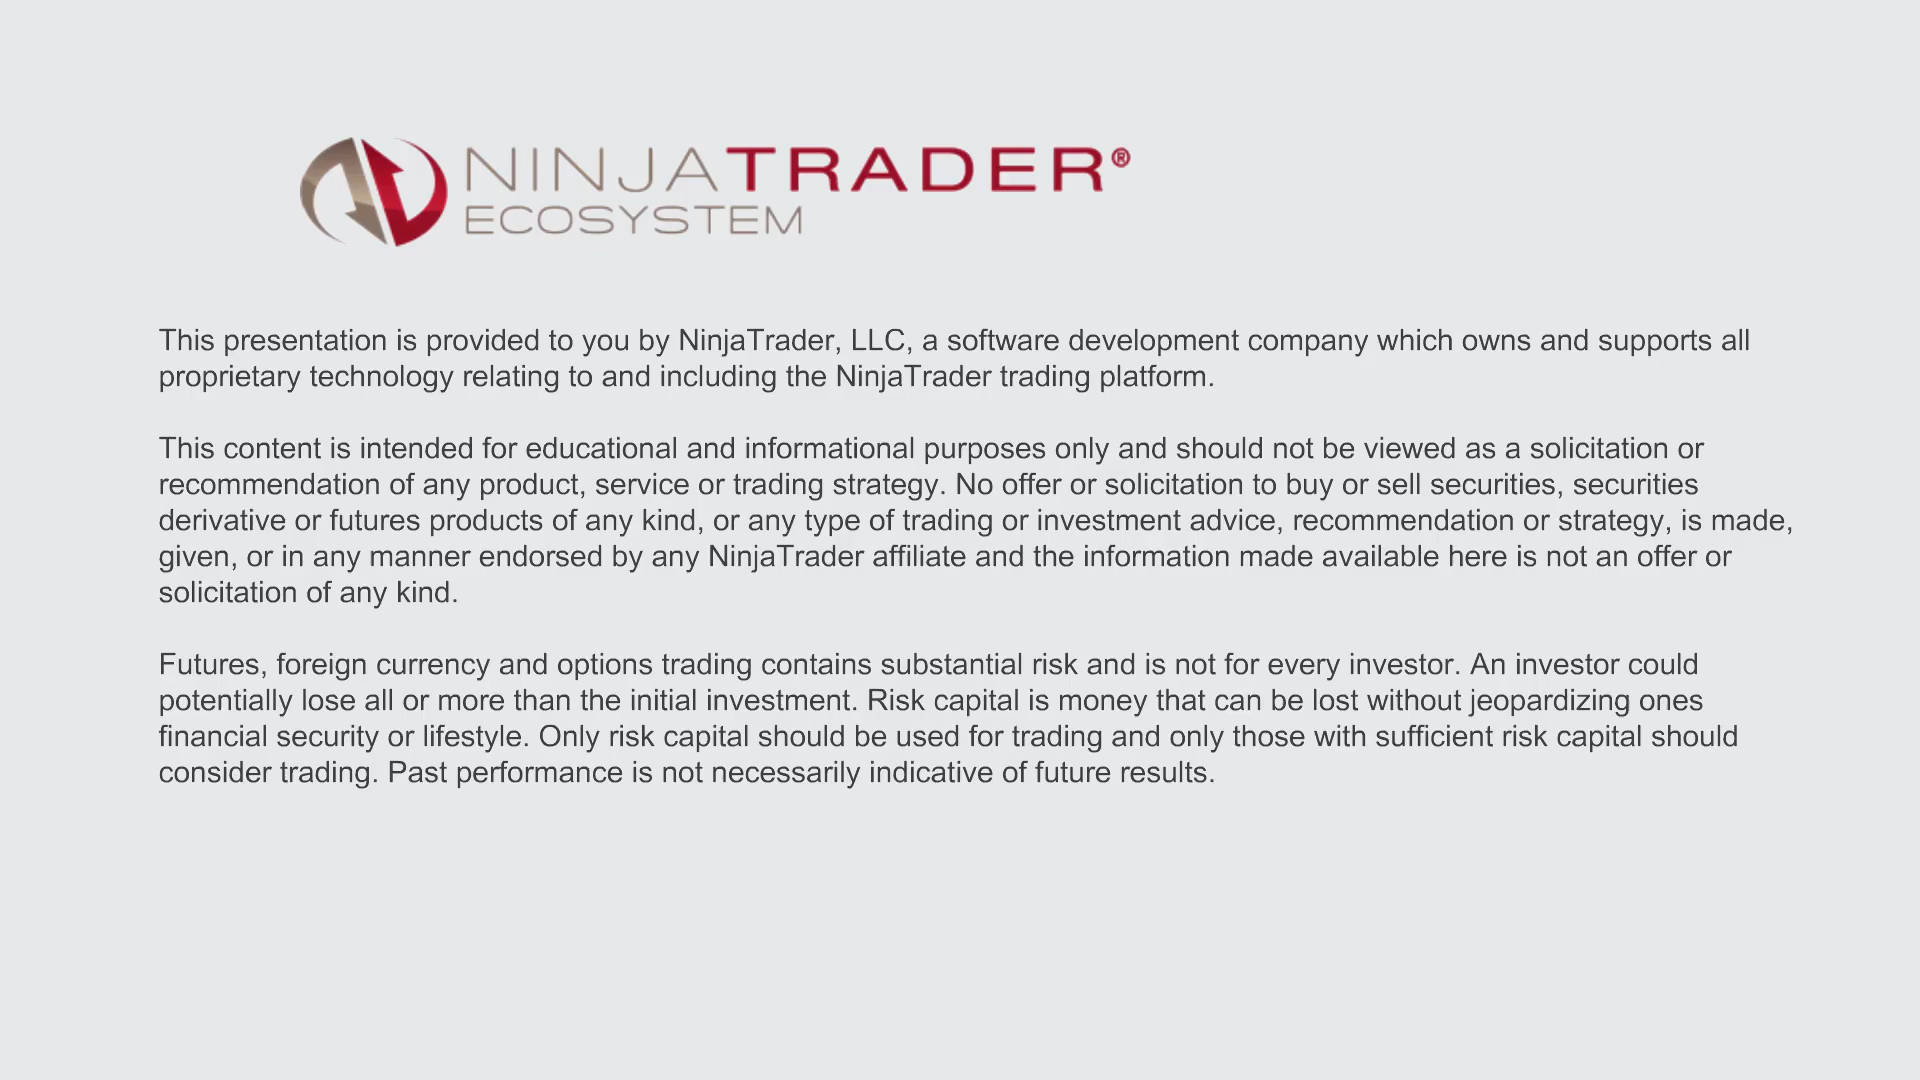 NINJATRADER®
ECOSYSTEM
This presentation is provided to you by NinjaTrader, LLC, a software development company which owns and supports all
proprietary technology relating to and including the NinjaTrader trading platform.
This content is intended for educational and informational purposes only and should not be viewed as a solicitation or
recommendation of any product, service or trading strategy. No offer or solicitation to buy or sell securities, securities
derivative or futures products of any kind, or any type of trading or investment advice, recommendation or strategy, is made,
given, or in any manner endorsed by any NinjaTrader affiliate and the information made available here is not an offer or
solicitation of any kind.
Futures, foreign currency and options trading contains substantial risk and is not for every investor. An investor could
potentially lose all or more than the initial investment. Risk capital is money that can be lost without jeopardizing ones
financial security or lifestyle. Only risk capital should be used for trading and only those with sufficient risk capital should
consider trading. Past performance is not necessarily indicative of future results.